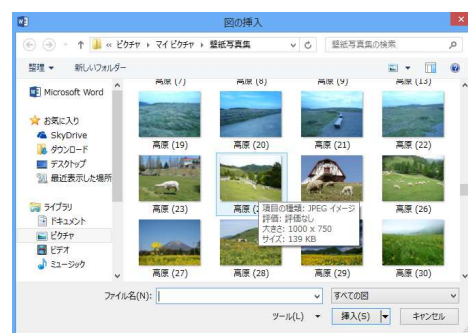 図の挿入
« ピクチャ ▸ マイ ピクチャ ▸ 壁紙写真集
壁紙写真集の検索
整理 ▼ 新しいフォルダー
Microsoft Word
お気に入り
SkyDrive
ダウンロード
デスクトップ
最近表示した場所
ライブラリ
ドキュメント
ピクチャ
ビデオ
ミュージック
高原 (7) 高原 (8) 高原 (9) 高原 (13)
高原 (19) 高原 (20) 高原 (21) 高原 (22)
高原 (23) 高原 高原 (26)
項目の種類: JPEG イメージ
評価: 評価なし
大きさ: 1000 x 750
サイズ: 139 KB
高原 (27) 高原 (28) 高原 (29) 高原 (30)
ファイル名(N):
すべての図
ツール(L) ▼ 挿入(S) キャンセル